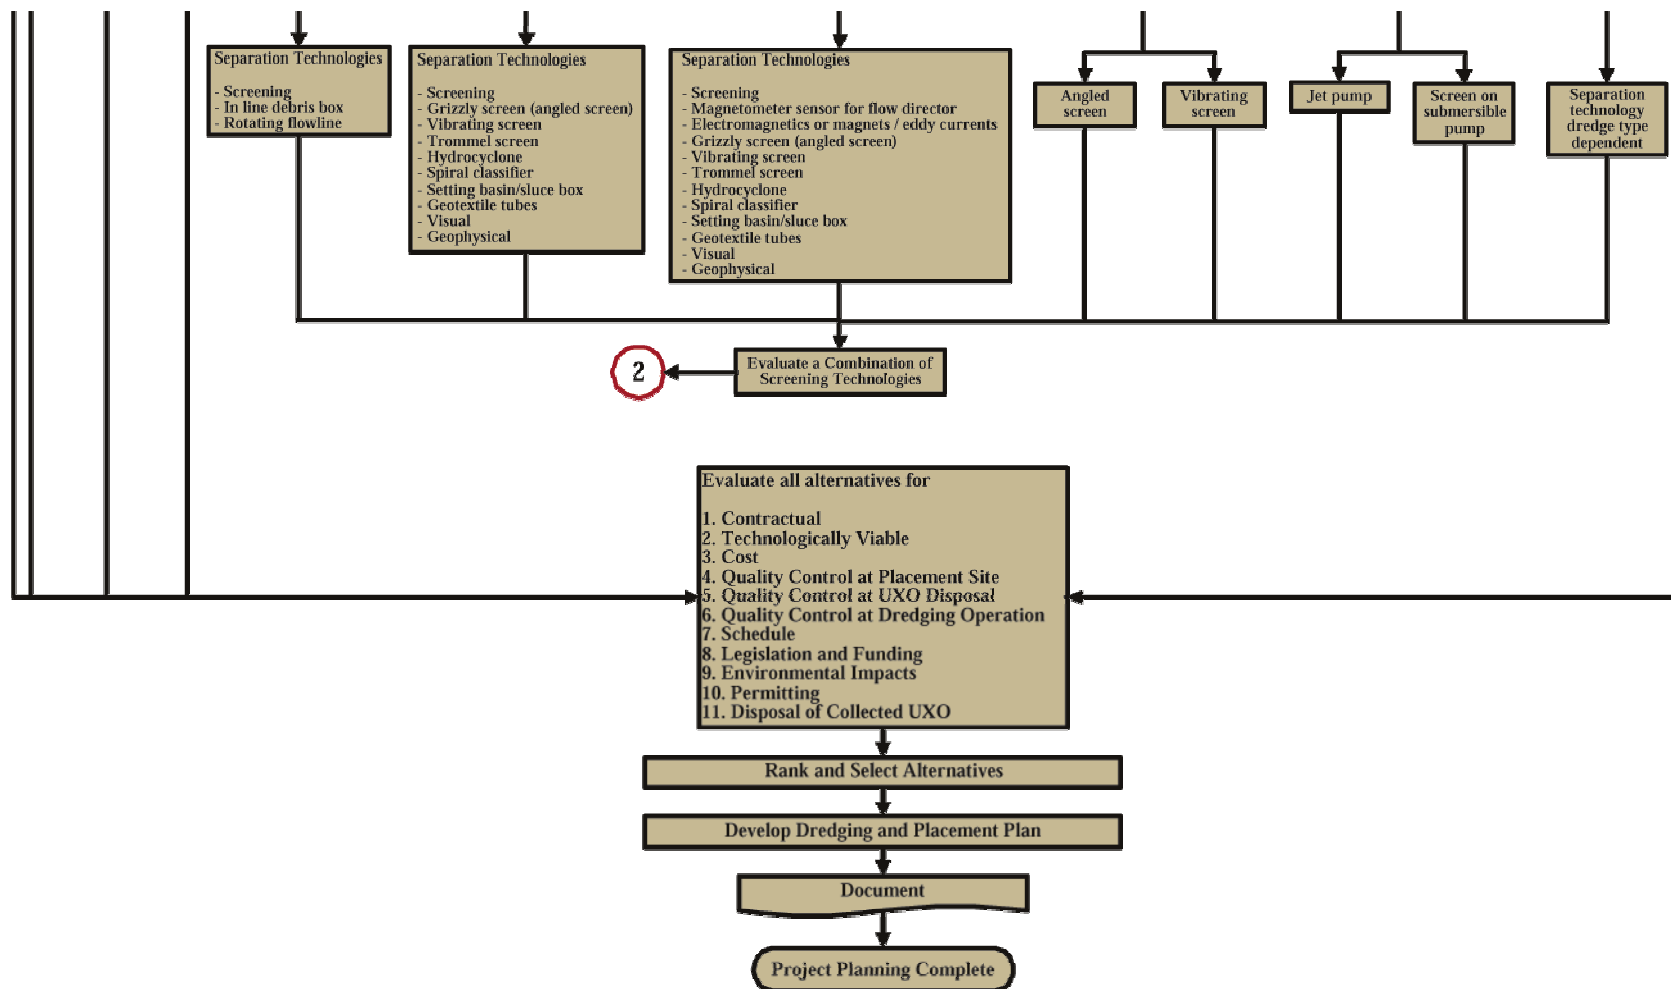 Separation Technologies
- Screening
- In line debris box
- Rotating flowline
Separation Technologies
- Screening
- Grizzly screen (angled screen)
- Vibrating screen
- Trommel screen
- Hydrocyclone
- Spiral classifier
- Setting basin/sluce box
- Geotextile tubes
- Visual
- Geophysical
Separation Technologies
- Screening
- Magnetometer sensor for flow director
- Electromagnetics or magnets / eddy currents
- Grizzly screen (angled screen)
- Vibrating screen
- Trommel screen
- Hydrocyclone
- Spiral classifier
- Setting basin/sluce box
- Geotextile tubes
- Visual
- Geophysical
Angled
screen
Vibrating
screen
Jet pump
Screen on
submersible
pump
Separation
technology
dredge type
dependent
2
Evaluate a Combination of
Screening Technologies
Evaluate all alternatives for
1. Contractual
2. Technologically Viable
3. Cost
4. Quality Control at Placement Site
5. Quality Control at UXO Disposal
6. Quality Control at Dredging Operation
7. Schedule
8. Legislation and Funding
9. Environmental Impacts
10. Permitting
11. Disposal of Collected UXO
Rank and Select Alternatives
Develop Dredging and Placement Plan
Document
Project Planning Complete